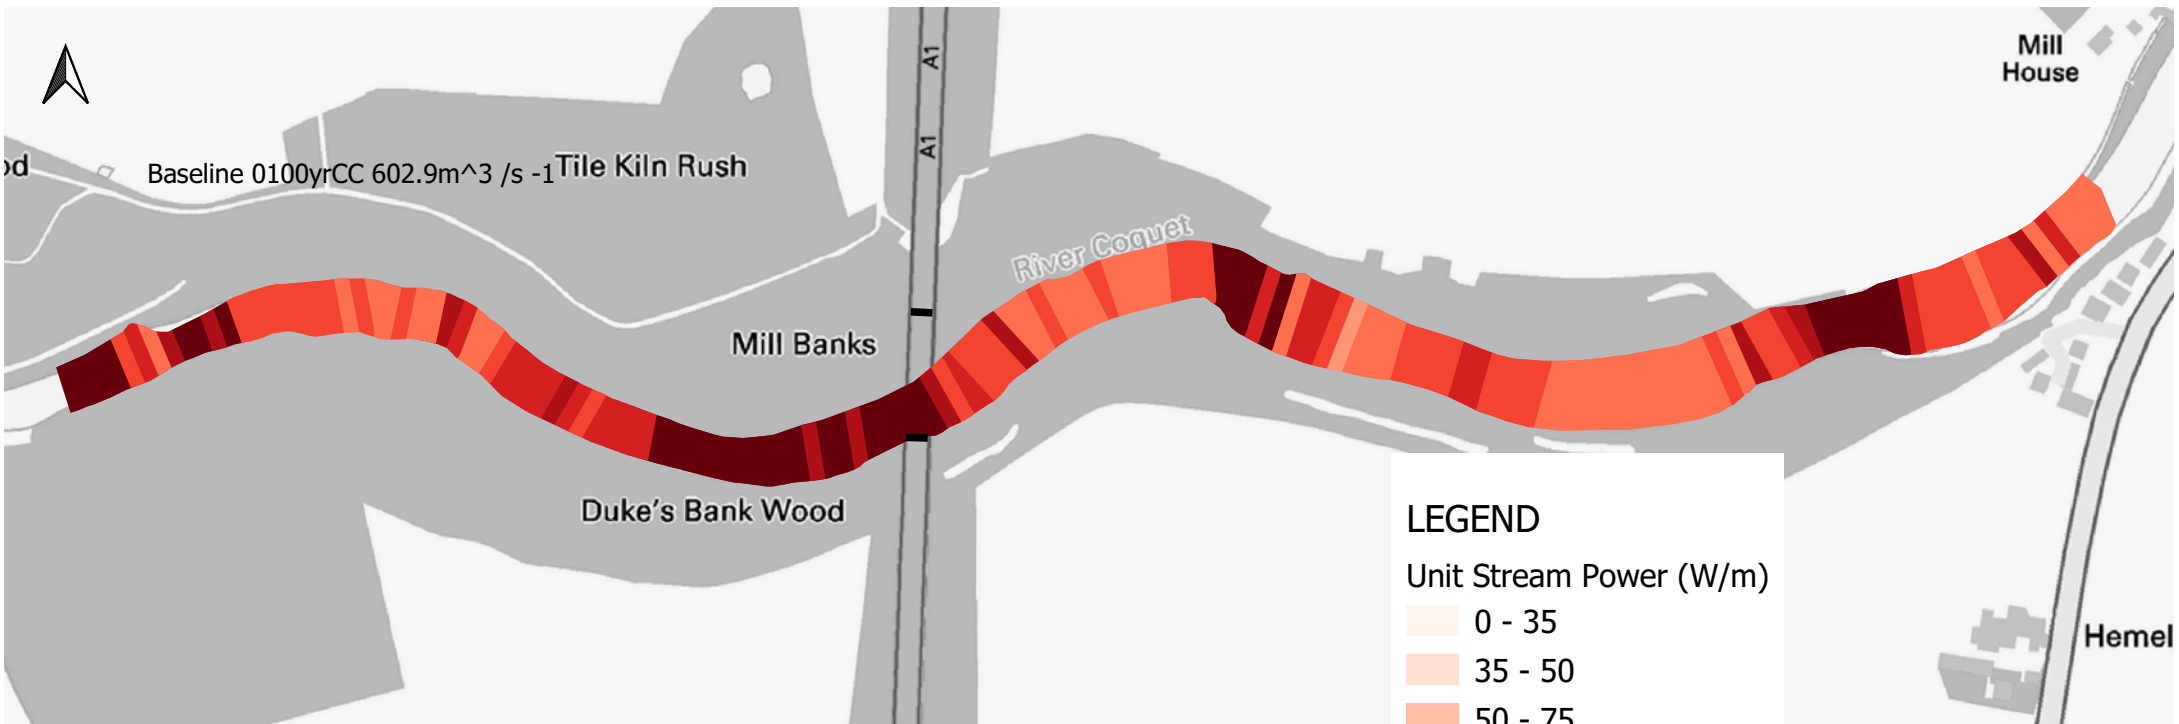 A1
Mill
House
A1
od
Baseline 0100yrCC 602.9m^3 /s -1
Tile Kiln Rush
River Coquet
Mill Banks
Duke's Bank Wood
LEGEND
Unit Stream Power (W/m)
0 - 35
35 - 50
50 - 75
Hemel